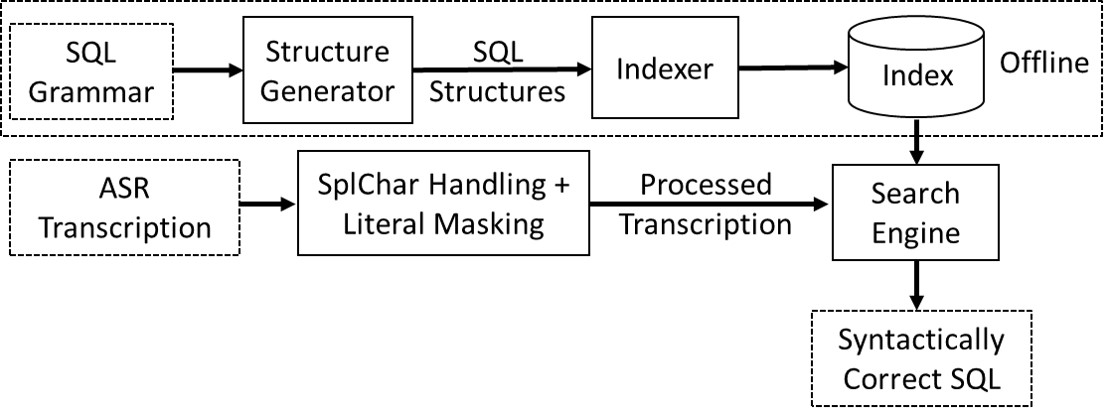 SQL
Grammar
Structure
Generator
SQL
Structures
Indexer
Index
Offline
ASR
Transcription
SplChar Handling +
Literal Masking
Processed
Transcription
Search
Engine
Syntactically
Correct SQL